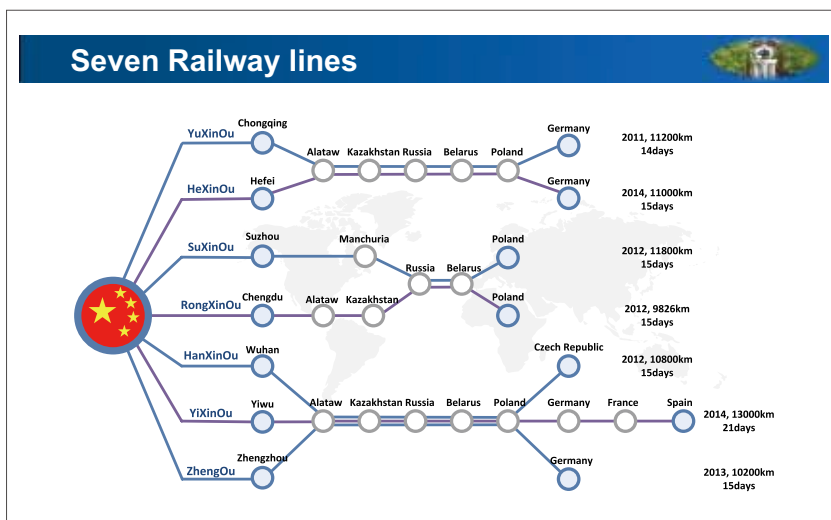 Seven Railway lines
YuXinOu
Chongqing
Alataw Kazakhstan Russia Belarus Poland
Germany
2011, 11200km
14days
HeXinOu
Hefei
Germany
2014, 11000km
15days
SuXinOu
Suzhou
Manchuria
Russia Belarus
Poland
2012, 11800km
15days
RongXinOu
Chengdu
Alataw
Kazakhstan
Poland
2012, 9826km
15days
HanXinOu
Wuhan
Czech Republic
2012, 10800km
15days
YiXinOu
Yiwu
Alataw Kazakhstan Russia Belarus Poland Germany France Spain
2014, 13000km
21days
ZhengOu
Zhengzhou
Germany
2013, 10200km
15days